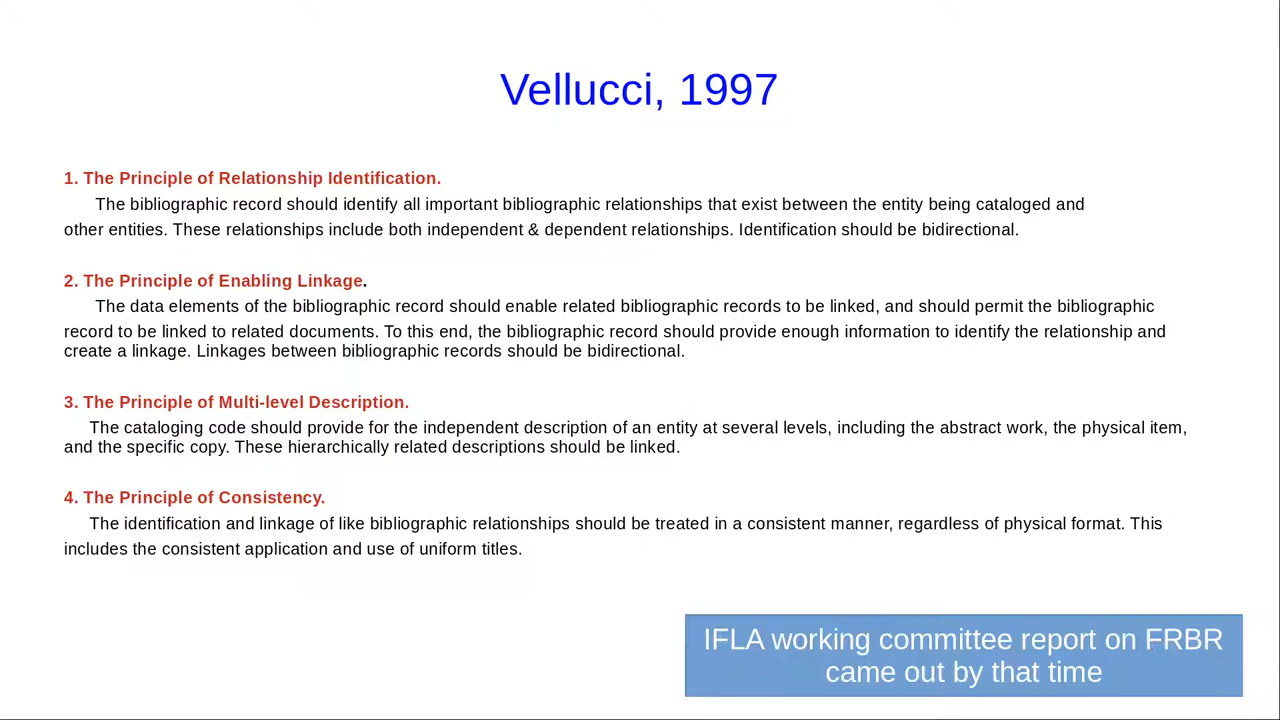 Vellucci, 1997
1. The Principle of Relationship Identification.
The bibliographic record should identify all important bibliographic relationships that exist between the entity being cataloged and
other entities. These relationships include both independent & dependent relationships. Identification should be bidirectional.
2. The Principle of Enabling Linkage.
The data elements of the bibliographic record should enable related bibliographic records to be linked, and should permit the bibliographic
record to be linked to related documents. To this end, the bibliographic record should provide enough information to identify the relationship and
create a linkage. Linkages between bibliographic records should be bidirectional.
3. The Principle of Multi-level Description.
The cataloging code should provide for the independent description of an entity at several levels, including the abstract work, the physical item,
and the specific copy. These hierarchically related descriptions should be linked.
4. The Principle of Consistency.
The identification and linkage of like bibliographic relationships should be treated in a consistent manner, regardless of physical format. This
includes the consistent application and use of uniform titles.
IFLA working committee report on FRBR
came out by that time